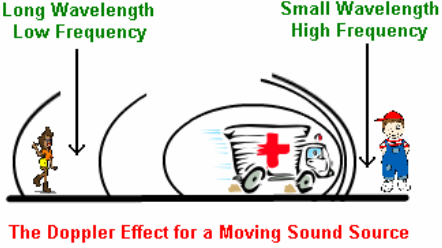 Long Wavelength
Low Frequency
Small Wavelength
High Frequency
The Doppler Effect for a Moving Sound Source